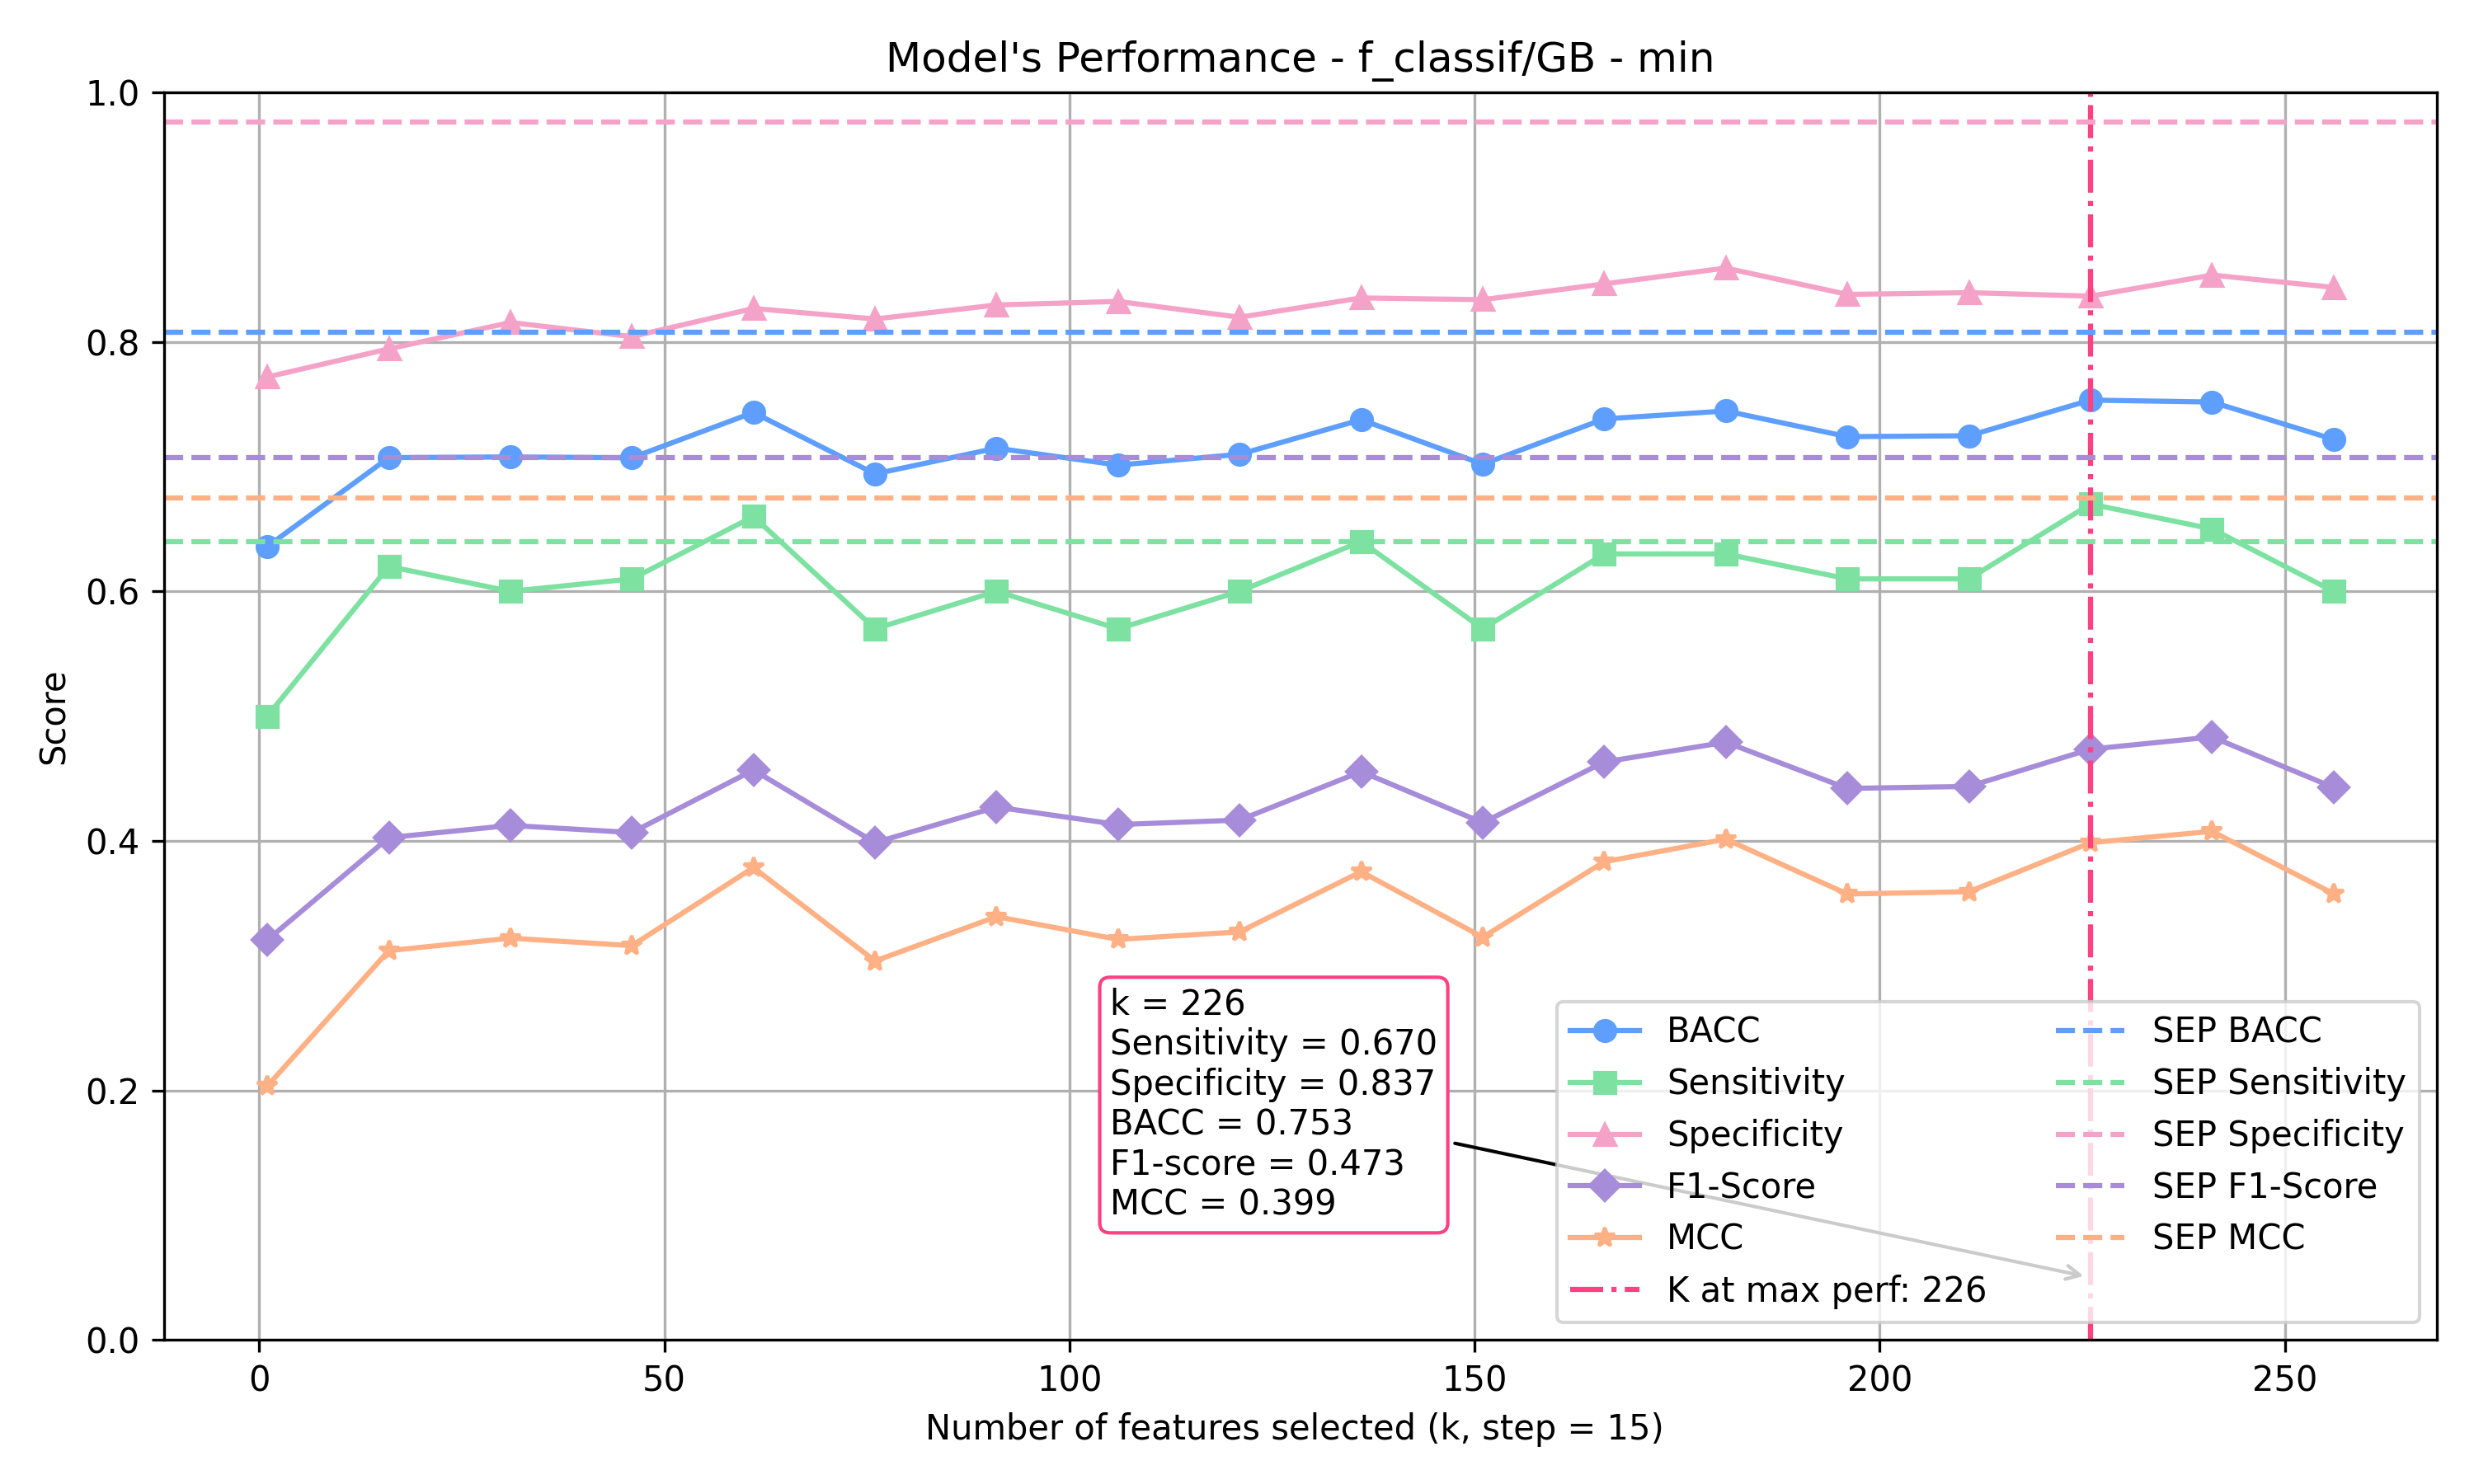 Model's Performance - f_classif/GB - min
1.0
0.8
0.6
0.4
0.2
0.0
Score
0
50
100
150
200
250
Number of features selected (k, step = 15)
k = 226
Sensitivity = 0.670
Specificity = 0.837
BACC = 0.753
F1-score = 0.473
MCC = 0.399
BACC
Sensitivity
Specificity
F1-Score
MCC
K at max perf: 226
SEP BACC
SEP Sensitivity
SEP Specificity
SEP F1-Score
SEP MCC